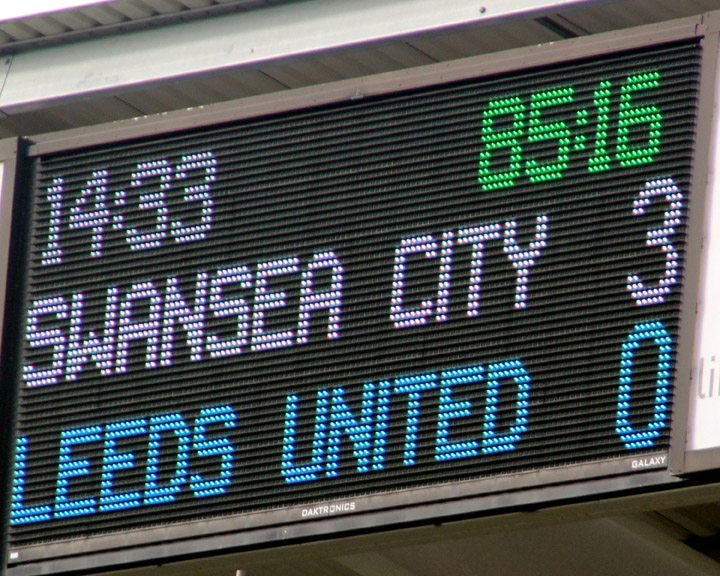 14:33 85:16
SWANSEA CITY 3
LEEDS UNITED 0
DAKTRONICS GALAXY